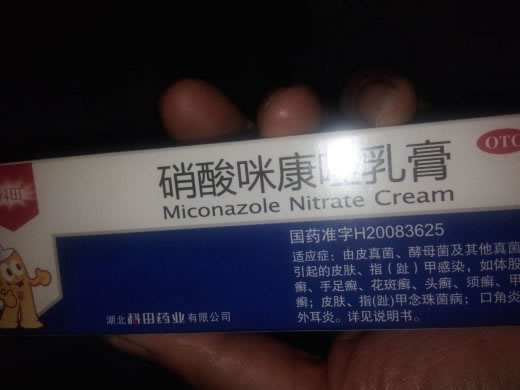 OTC
硝酸咪康唑乳膏
Miconazole Nitrate Cream
国药准字H20083625
适应症：由皮真菌、酵母菌及其他真菌
引起的皮肤、指（趾）甲感染，如体股
癣、手足癣、花斑癣、头癣、须癣、甲
癣；皮肤、指(趾)甲念珠菌病；口角炎
外耳炎。详见说明书。
湖北科田药业有限公司